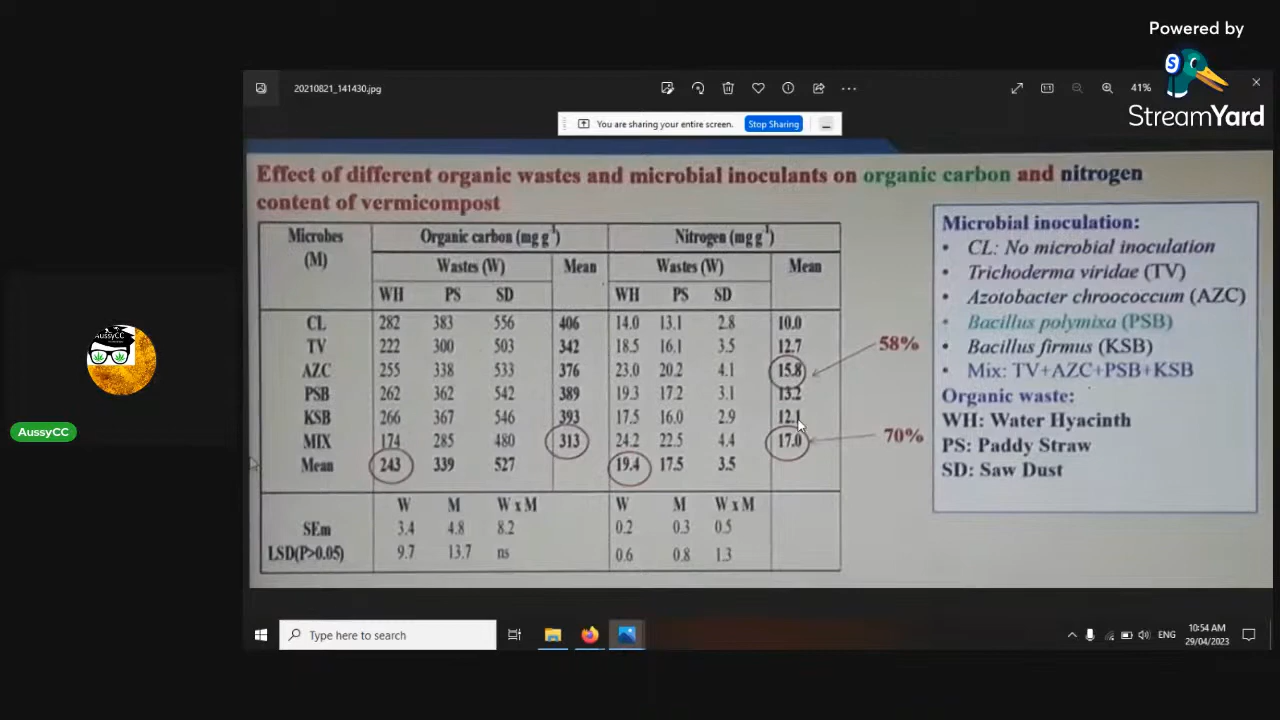 Powered by
StreamYard
20210821_141430.jpg
41%
You are sharing your entire screen.
Stop Sharing
Effect of different organic wastes and microbial inoculants on organic carbon and nitrogen
content of vermicompost
Microbes (M) Organic carbon (mg g-1) Nitrogen (mg g-1)
Wastes (W) Mean Wastes (W) Mean
WH PS SD WH PS SD
CL 282 383 556 406 14.0 13.1 2.8 10.0
TV 222 300 503 342 18.5 16.1 3.5 12.7
AZC 255 338 533 376 23.0 20.2 4.1 15.8
PSB 262 362 542 389 19.3 17.2 3.1 13.2
KSB 266 367 546 393 17.5 16.0 2.9 12.1
MIX 174 285 480 313 24.2 22.5 4.4 17.0
Mean 243 339 527 19.4 17.5 3.5
W M W x M W M W x M
SEm 3.4 4.8 8.2 0.2 0.3 0.5
LSD(P>0.05) 9.7 13.7 ns 0.6 0.8 1.3
58%
70%
Microbial inoculation:
• CL: No microbial inoculation
• Trichoderma viridae (TV)
• Azotobacter chroococcum (AZC)
• Bacillus polymixa (PSB)
• Bacillus firmus (KSB)
• Mix: TV+AZC+PSB+KSB
Organic waste:
WH: Water Hyacinth
PS: Paddy Straw
SD: Saw Dust
AussyCC
AussyCC
Type here to search
ENG
10:54 AM
29/04/2023